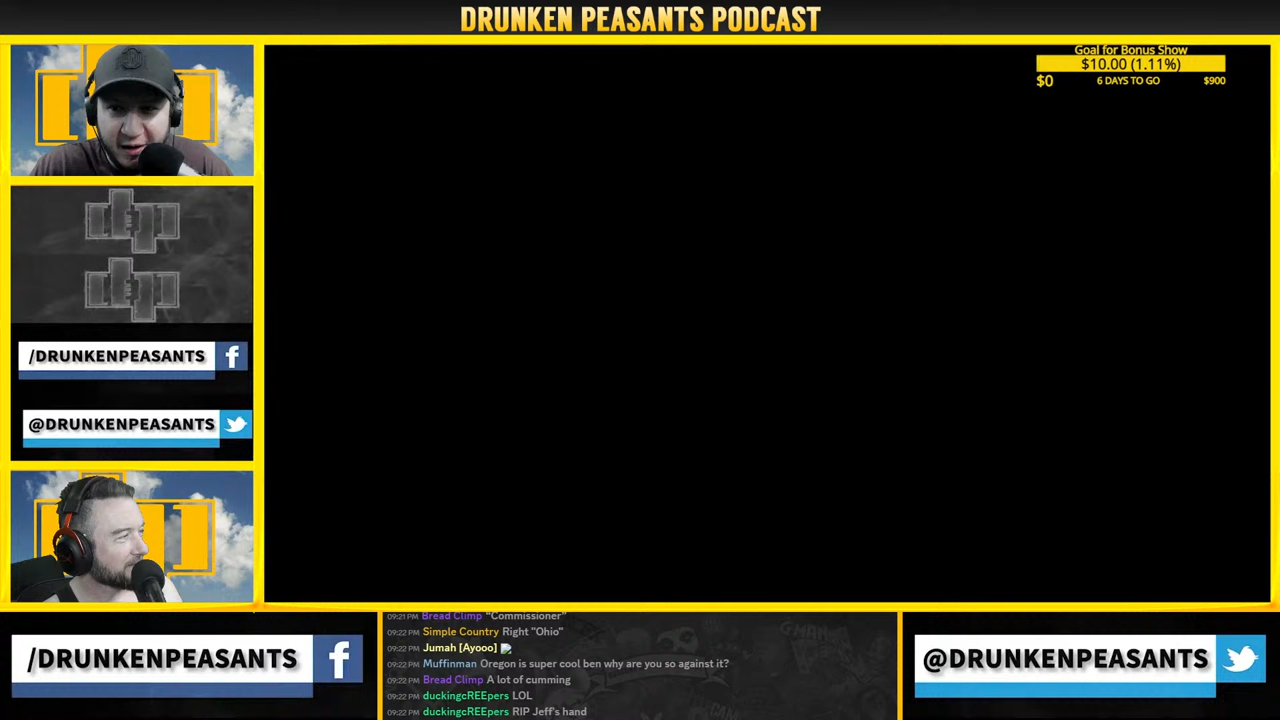 DRUNKEN PEASANTS PODCAST
Goal for Bonus Show
$10.00 (1.11%)
$0 6 DAYS TO GO $900
/DRUNKENPEASANTS
@DRUNKENPEASANTS
09:21 PM Bread Climp "Commissioner"
09:22 PM Simple Country Right "Ohio"
09:22 PM Jumah [Ayooo]
09:22 PM Muffinman Oregon is super cool ben why are you so against it?
09:22 PM Bread Climp A lot of cumming
09:22 PM duckingcREEpers LOL
09:22 PM duckingcREEpers RIP Jeff's hand
/DRUNKENPEASANTS
@DRUNKENPEASANTS